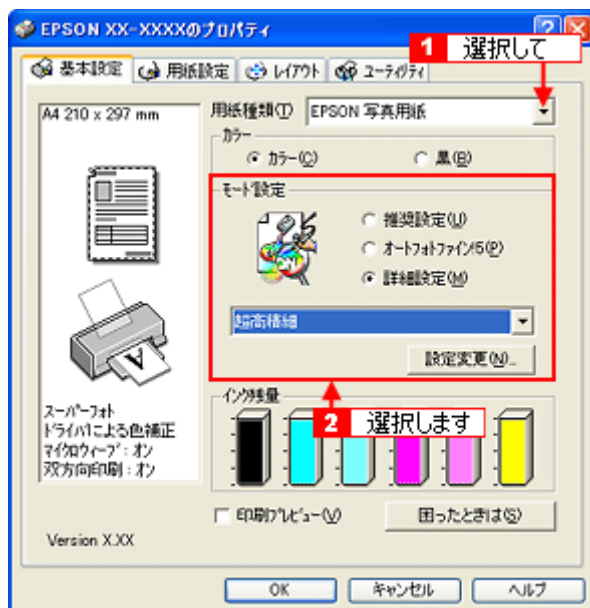 EPSON XX-XXXXのプロパティ
1 選択して
基本設定 用紙設定 レイアウト ユーティリティ
A4 210 x 297 mm
用紙種類(T) EPSON 写真用紙
カラー
カラー(C) 黒(B)
モード設定
推奨設定(U)
オートフォトファイン!5(P)
詳細設定(M)
超高精細
設定変更(N)...
インク残量
2 選択します
スーパーフォト
ドライバによる色補正
マイクロウィーブ : オン
双方向印刷 : オン
印刷プレビュー(V) 困ったときは(S)
Version X.XX
OK キャンセル ヘルプ